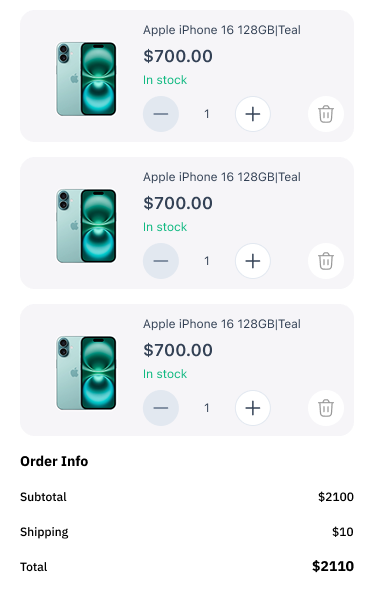 Apple iPhone 16 128GB|Teal
$700.00
In stock
1
Apple iPhone 16 128GB|Teal
$700.00
In stock
1
Apple iPhone 16 128GB|Teal
$700.00
In stock
1
Order Info
Subtotal $2100
Shipping $10
Total $2110